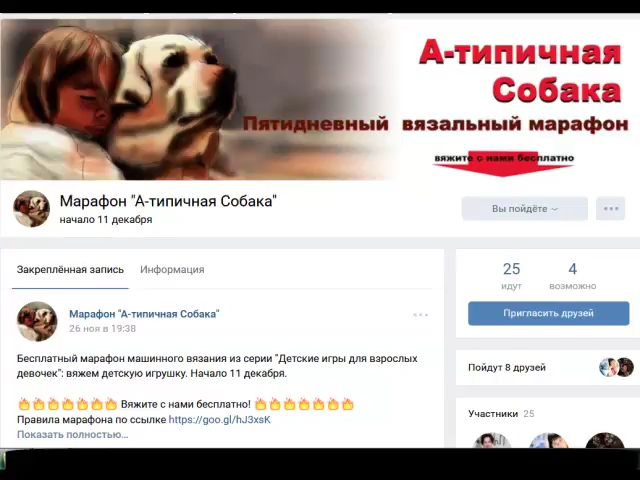 А-типичная
Собака
Пятидневный вязальный марафон
вяжите с нами бесплатно
Марафон "А-типичная Собака"
начало 11 декабря
Вы пойдёте
Закреплённая запись Информация
25 4
идут возможно
Пригласить друзей
Марафон "А-типичная Собака"
26 ноя в 19:38
Бесплатный марафон машинного вязания из серии "Детские игры для взрослых
девочек": вяжем детскую игрушку. Начало 11 декабря.
Вяжите с нами бесплатно!
Правила марафона по ссылке https://goo.gl/hJ3xsK
Показать полностью...
Пойдут 8 друзей
Участники 25